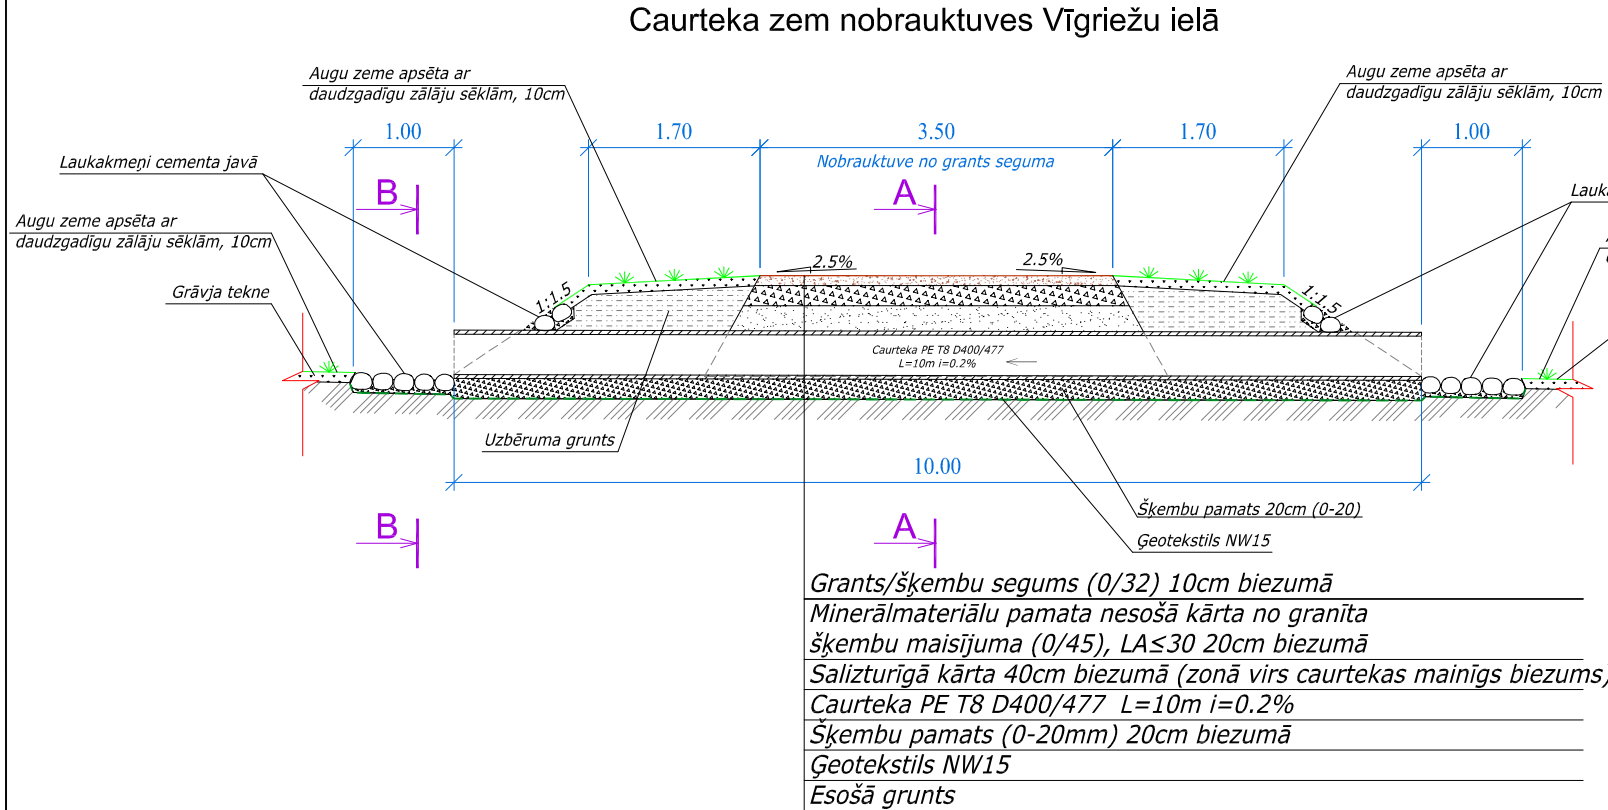 Caurteka zem nobrauktuves Vīgriežu ielā
Augu zeme apsēta ar
daudzgadīgu zālāju sēklām, 10cm
Augu zeme apsēta ar
daudzgadīgu zālāju sēklām, 10cm
1.00
1.70
3.50
1.70
1.00
Nobrauktuve no grants seguma
Laukakmeņi cementa javā
B
A
Lauka
Augu zeme apsēta ar
daudzgadīgu zālāju sēklām, 10cm
2.5%
2.5%
Grāvja tekne
1:1.5
1:1.5
Caurteka PE T8 D400/477
L=10m i=0.2%
Uzbēruma grunts
10.00
Šķembu pamats 20cm (0-20)
B
A
Ģeotekstils NW15
Grants/šķembu segums (0/32) 10cm biezumā
Minerālmateriālu pamata nesošā kārta no granīta
šķembu maisījuma (0/45), LA≤30 20cm biezumā
Salizturīgā kārta 40cm biezumā (zonā virs caurtekas mainīgs biezums)
Caurteka PE T8 D400/477 L=10m i=0.2%
Šķembu pamats (0-20mm) 20cm biezumā
Ģeotekstils NW15
Esošā grunts